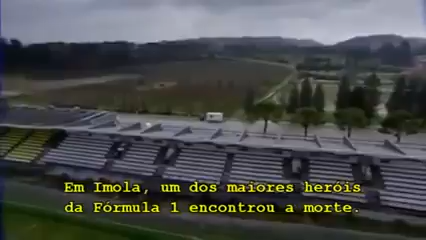 Em Imola, um dos maiores heróis
da Fórmula 1 encontrou a morte.